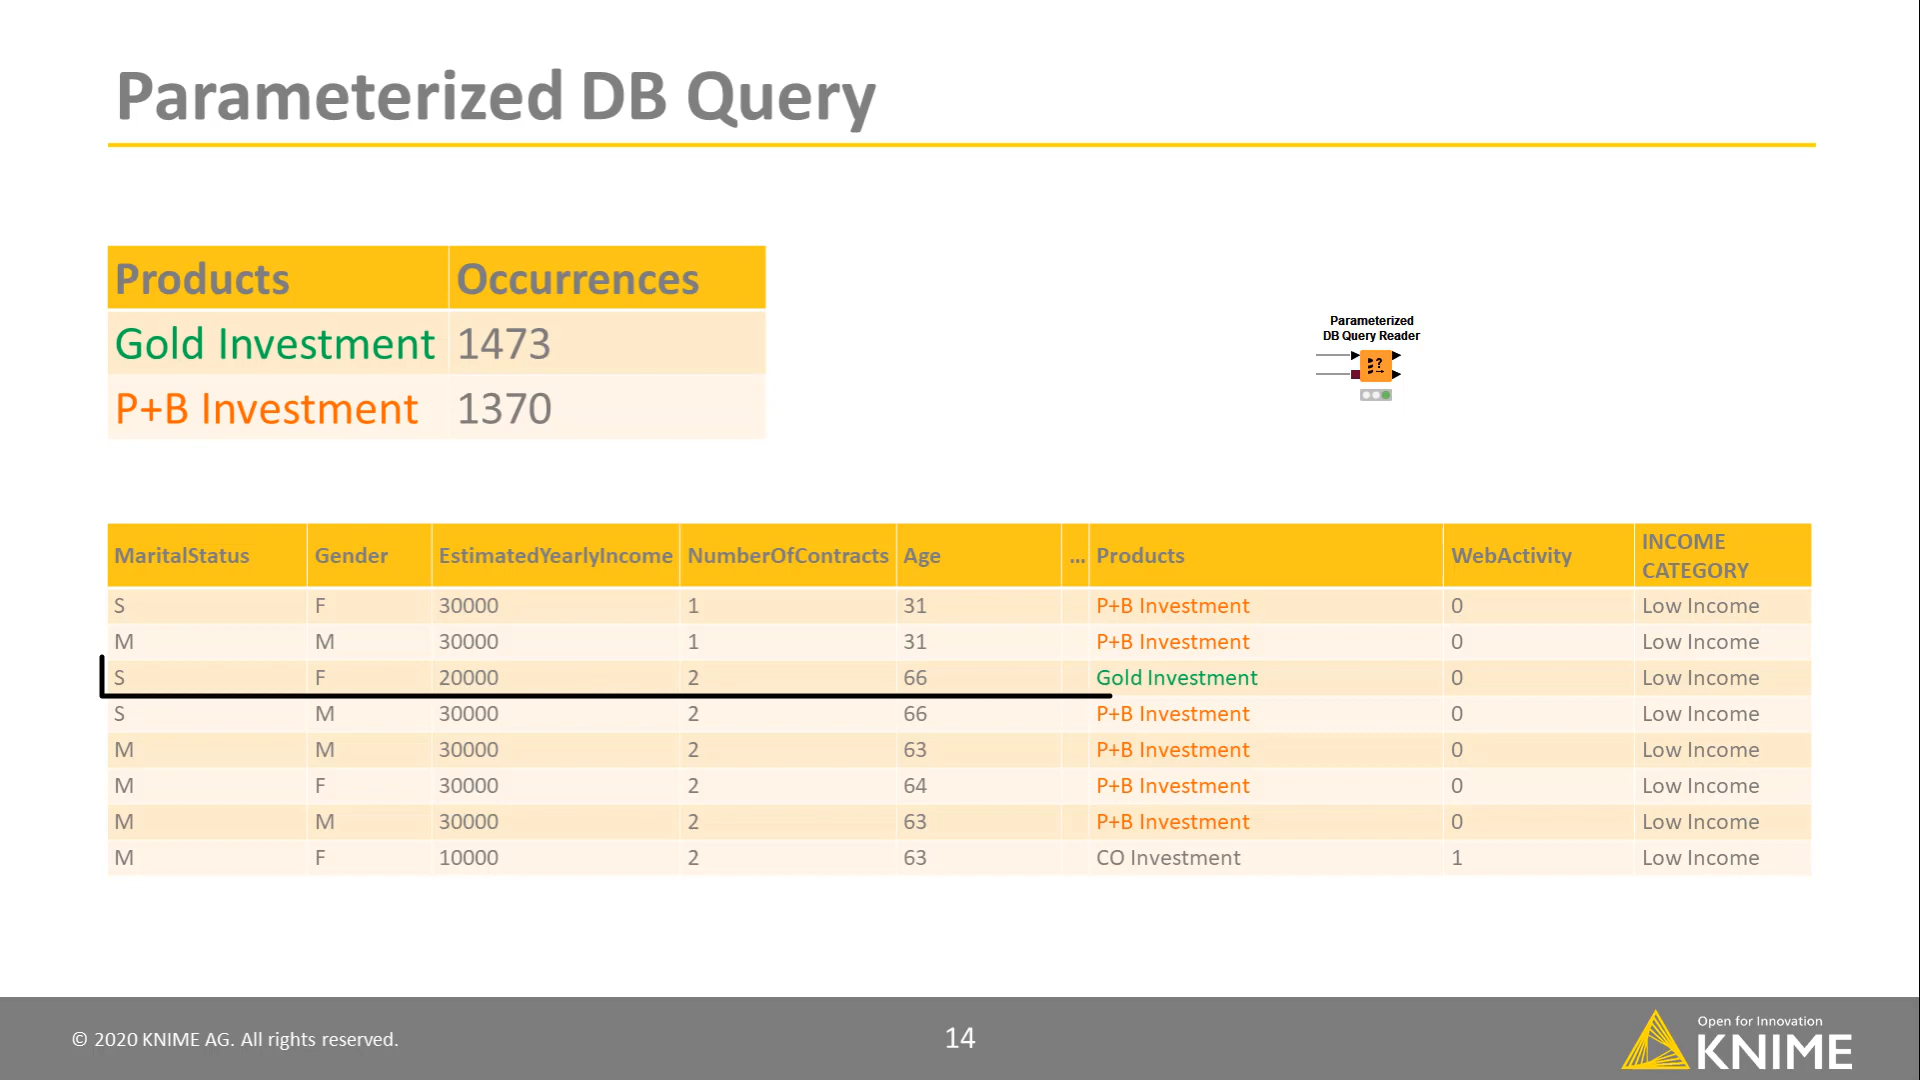 Parameterized DB Query
Products Occurrences
Gold Investment 1473
P+B Investment 1370
Parameterized
DB Query Reader
MaritalStatus Gender EstimatedYearlyIncome NumberOfContracts Age ... Products WebActivity INCOME CATEGORY
S F 30000 1 31 P+B Investment 0 Low Income
M M 30000 1 31 P+B Investment 0 Low Income
S F 20000 2 66 Gold Investment 0 Low Income
S M 30000 2 66 P+B Investment 0 Low Income
M M 30000 2 63 P+B Investment 0 Low Income
M F 30000 2 64 P+B Investment 0 Low Income
M M 30000 2 63 P+B Investment 0 Low Income
M F 10000 2 63 CO Investment 1 Low Income
© 2020 KNIME AG. All rights reserved.
14
Open for Innovation
KNIME